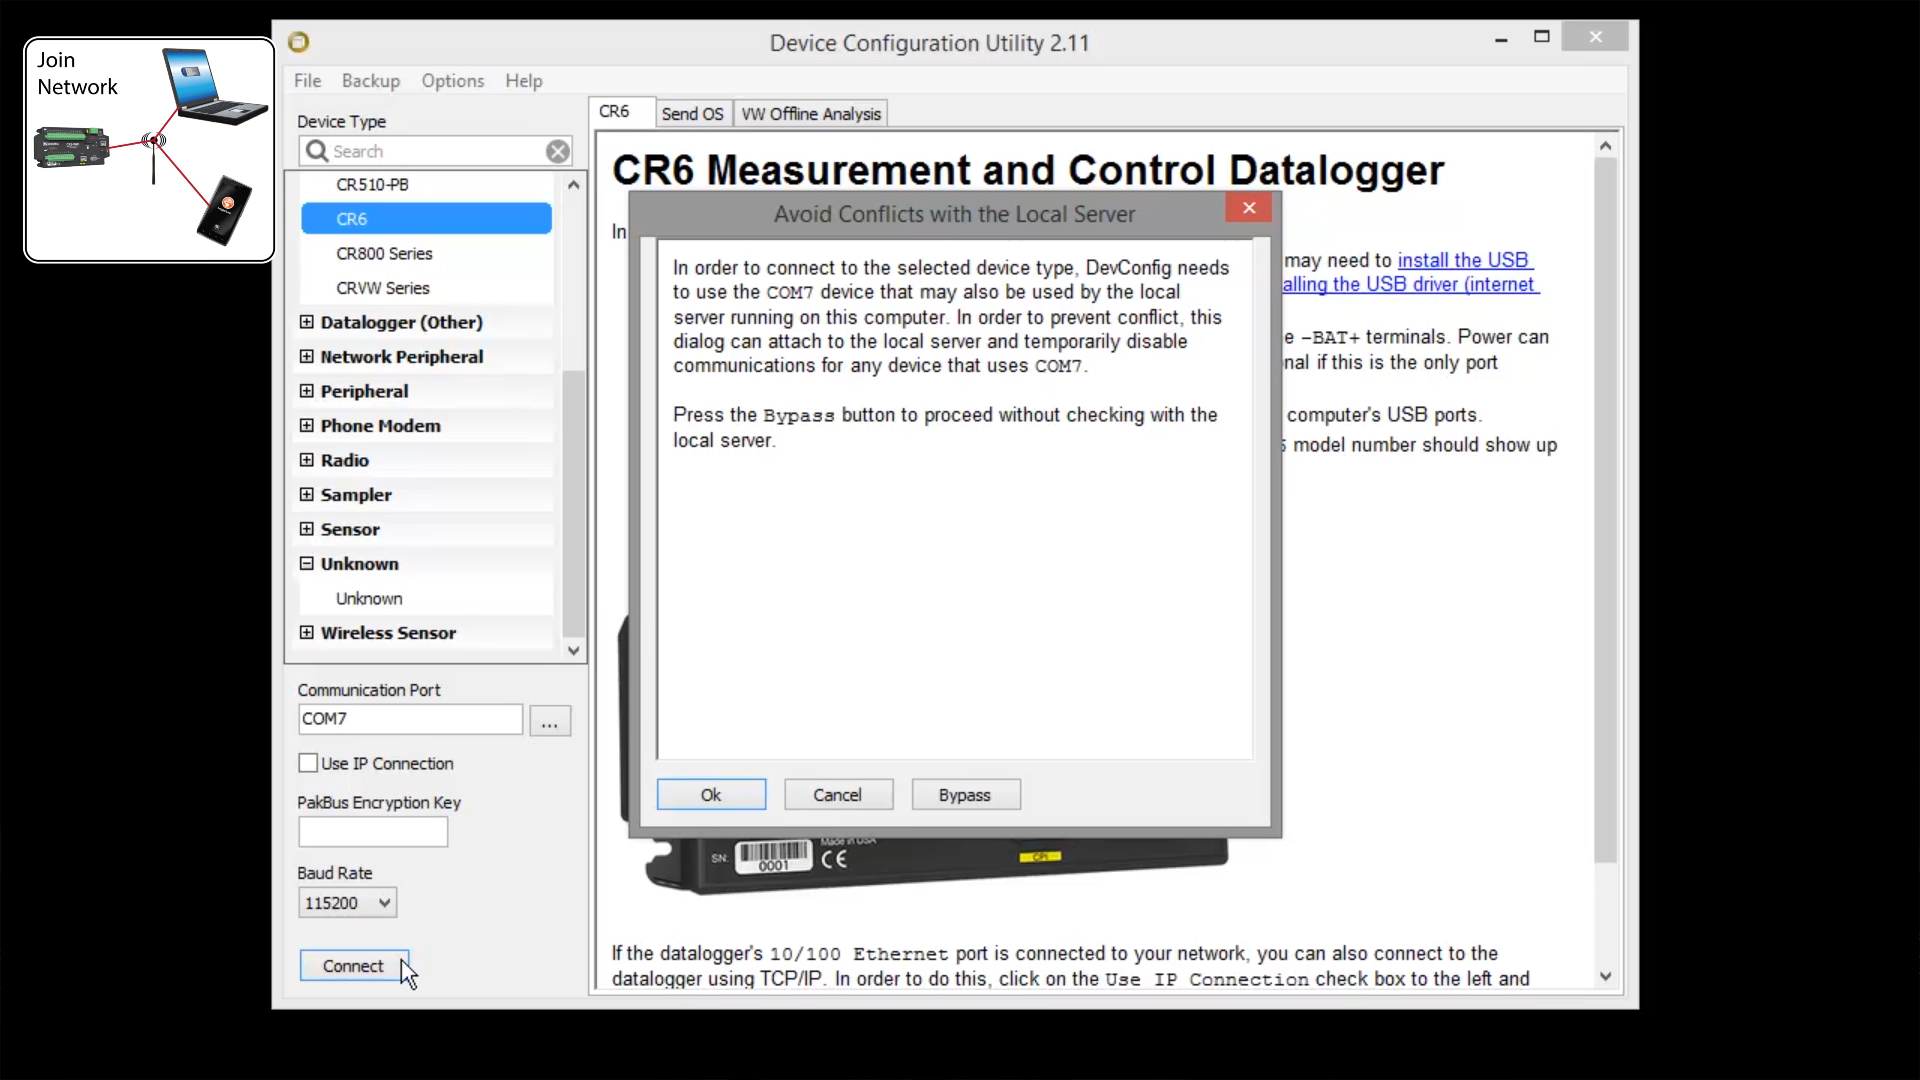 Join
Network
Device Configuration Utility 2.11
File Backup Options Help
Device Type
Search
CR510-PB
CR6
CR800 Series
CRVW Series
Datalogger (Other)
Network Peripheral
Peripheral
Phone Modem
Radio
Sampler
Sensor
Unknown
Unknown
Wireless Sensor
Communication Port
COM7
...
Use IP Connection
PakBus Encryption Key
Baud Rate
115200
Connect
CR6 Send OS VW Offline Analysis
CR6 Measurement and Control Datalogger
In
may need to install the USB
alling the USB driver (internet
-BAT+ terminals. Power can
nal if this is the only port
computer's USB ports.
model number should show up
Avoid Conflicts with the Local Server
In order to connect to the selected device type, DevConfig needs
to use the COM7 device that may also be used by the local
server running on this computer. In order to prevent conflict, this
dialog can attach to the local server and temporarily disable
communications for any device that uses COM7.
Press the Bypass button to proceed without checking with the
local server.
Ok Cancel Bypass
Made in USA
SN:
0001
CE
CPI
If the datalogger's 10/100 Ethernet port is connected to your network, you can also connect to the
datalogger using TCP/IP. In order to do this, click on the Use IP Connection check box to the left and